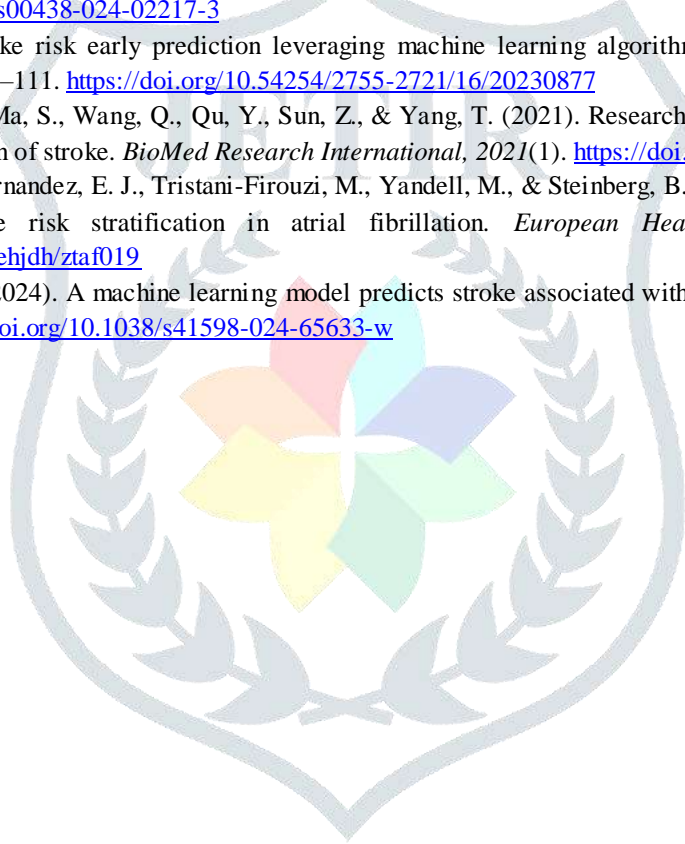 s00438-024-02217-3
ke risk early prediction leveraging machine learning algorithm
–111. https://doi.org/10.54254/2755-2721/16/20230877
Ma, S., Wang, Q., Qu, Y., Sun, Z., & Yang, T. (2021). Research
n of stroke. BioMed Research International, 2021(1). https://doi.
rnandez, E. J., Tristani-Firouzi, M., Yandell, M., & Steinberg, B.
e risk stratification in atrial fibrillation. European Hea
ehjdh/ztaf019
2024). A machine learning model predicts stroke associated with
oi.org/10.1038/s41598-024-65633-w
JETIR